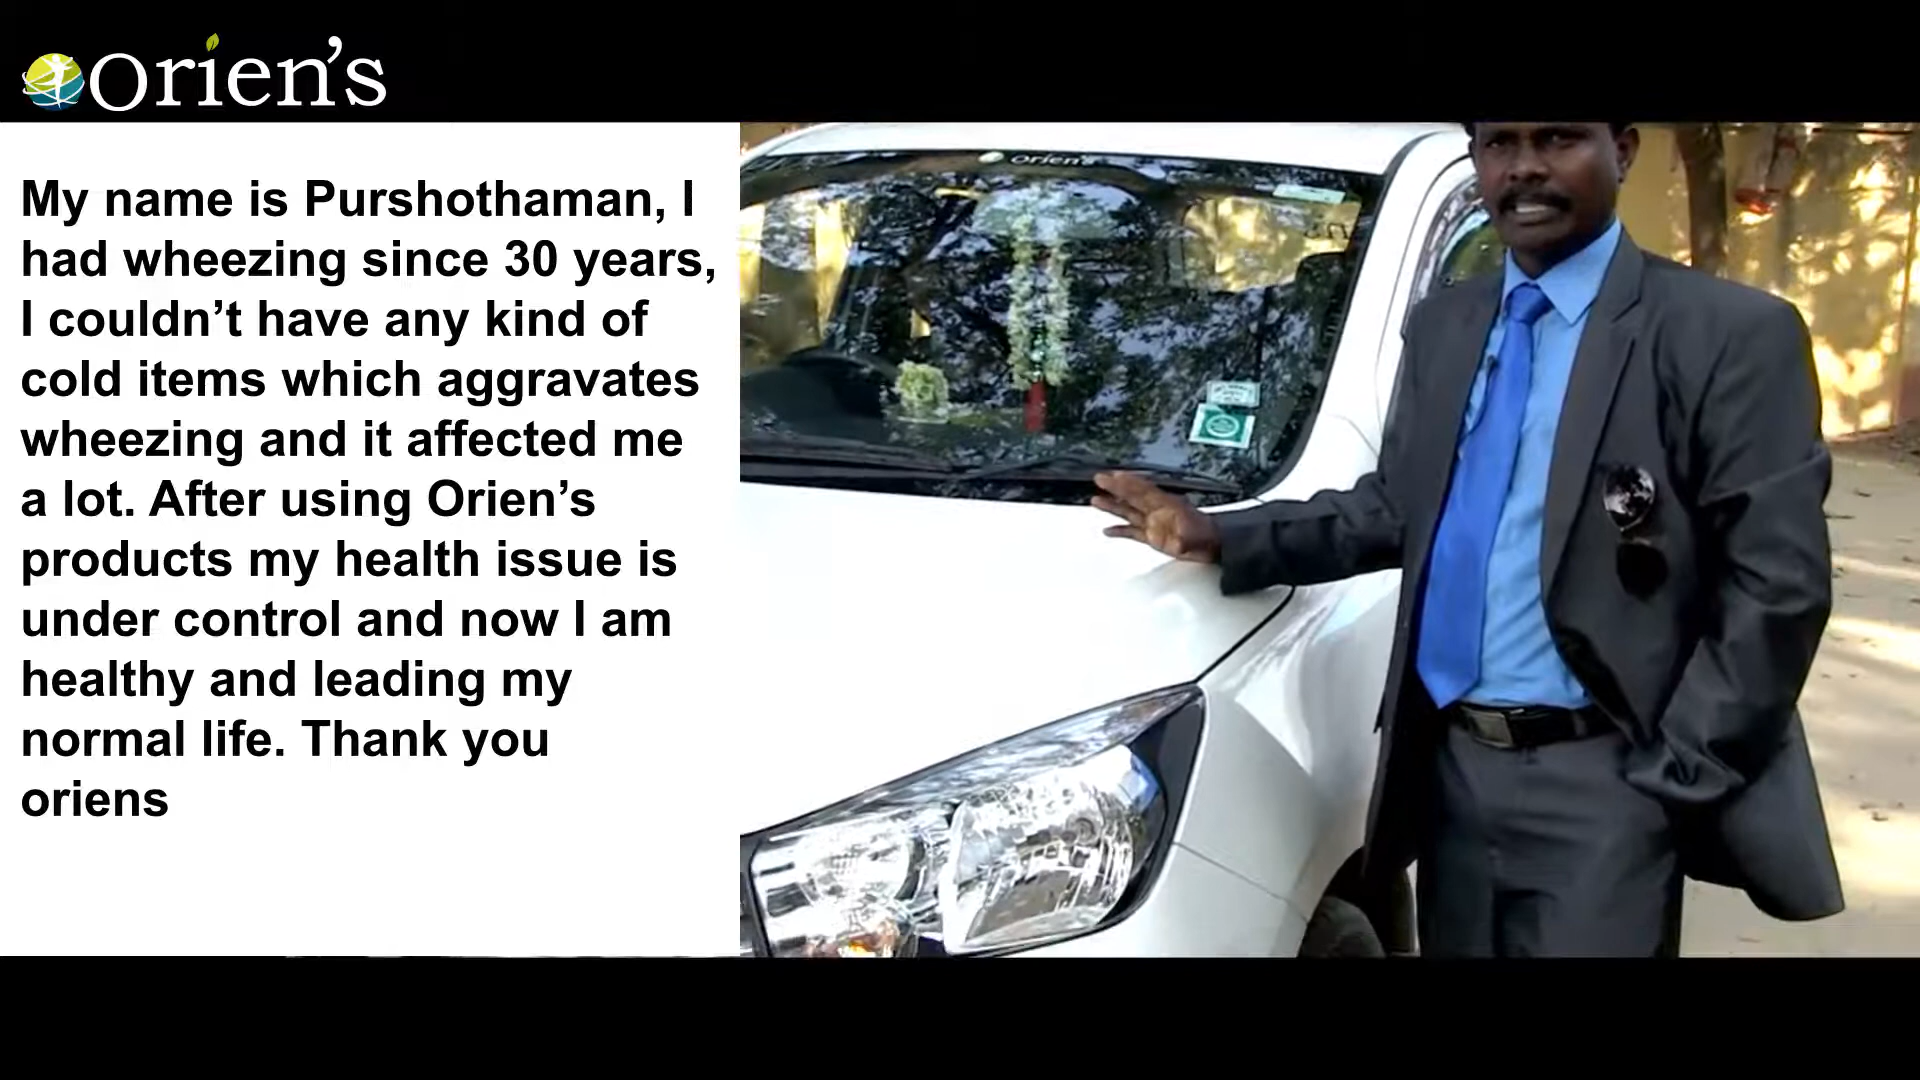 Orien's
My name is Purshothaman, I
had wheezing since 30 years,
I couldn’t have any kind of
cold items which aggravates
wheezing and it affected me
a lot. After using Orien’s
products my health issue is
under control and now I am
healthy and leading my
normal life. Thank you
oriens
Orien's